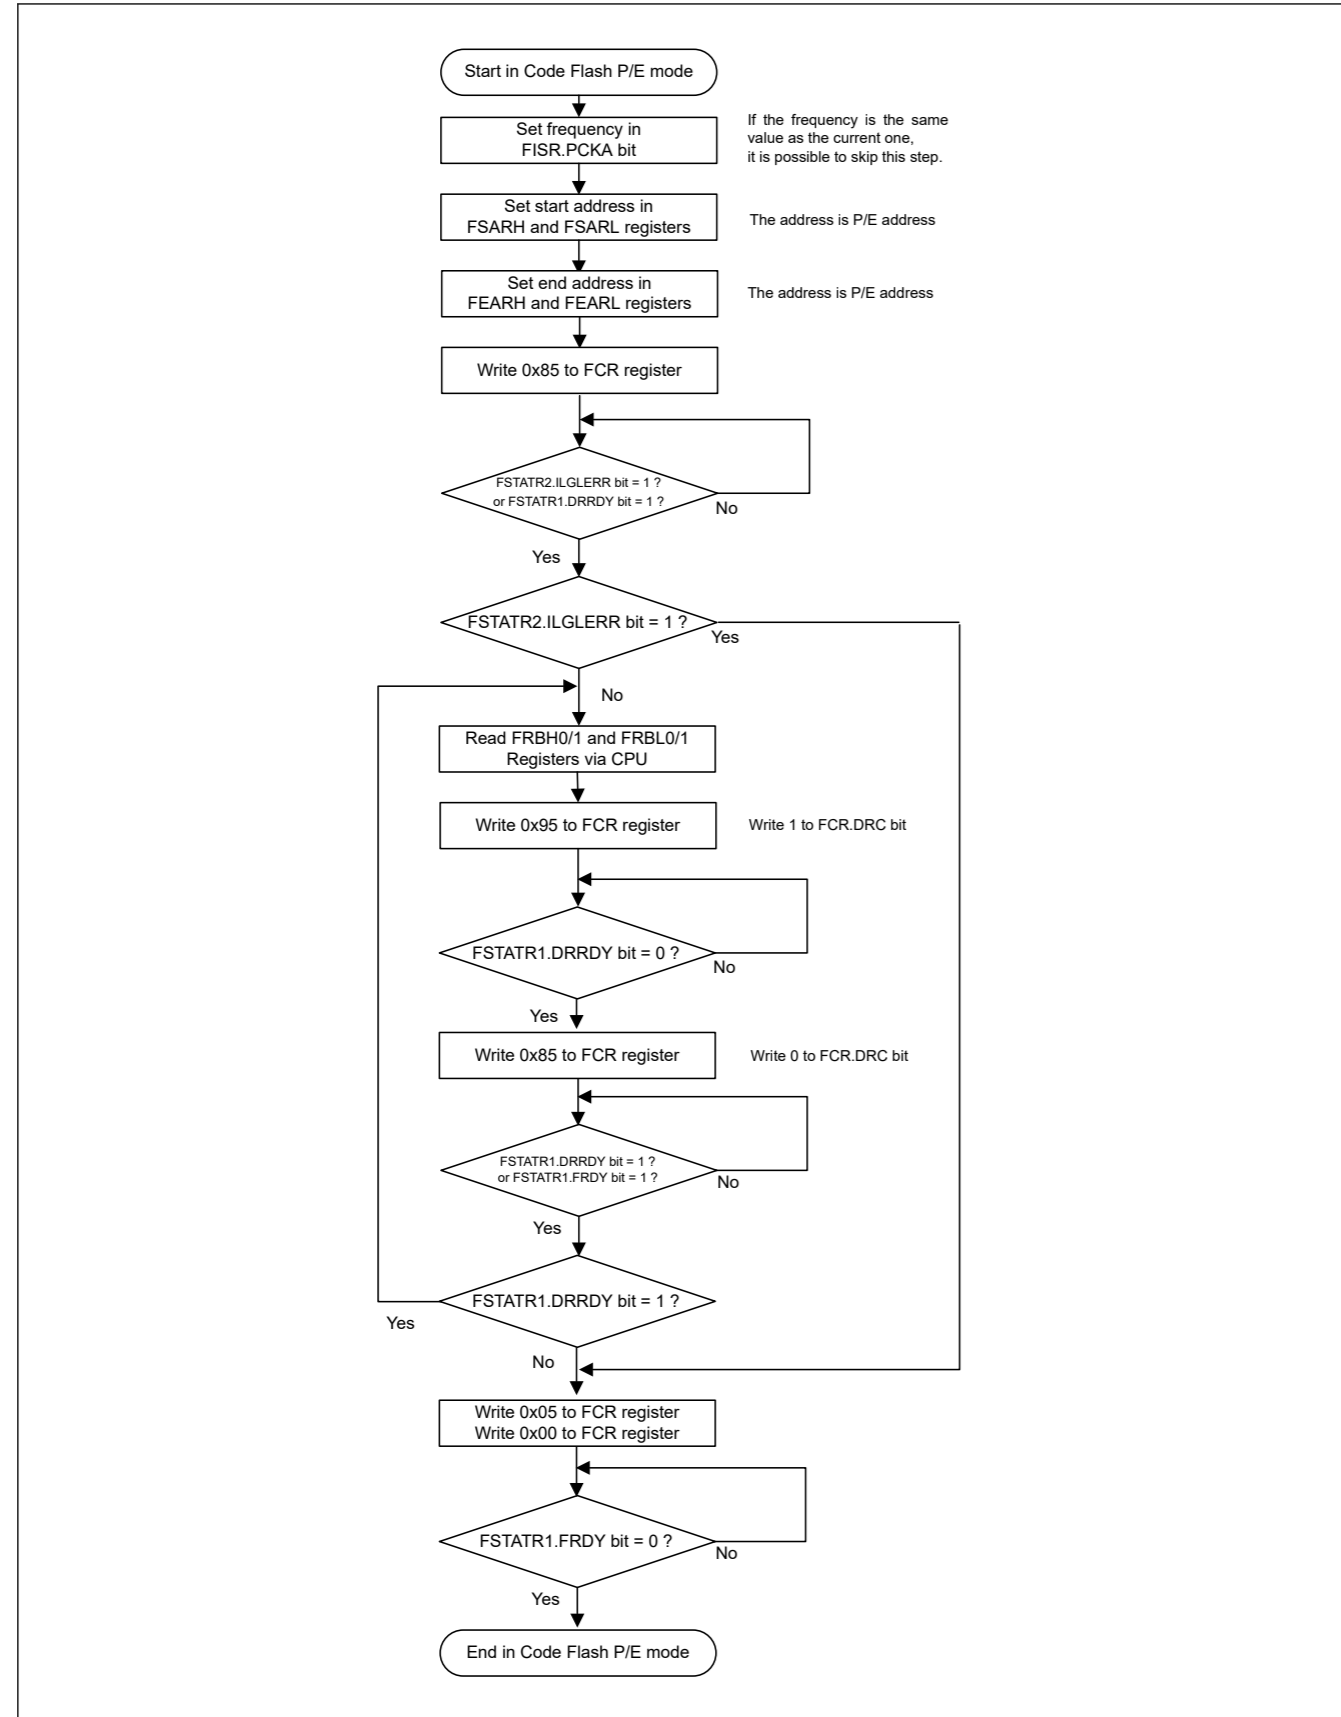 Start in Code Flash P/E mode
Set frequency in
FISR.PCKA bit
If the frequency is the same
value as the current one,
it is possible to skip this step.
Set start address in
FSARH and FSARL registers
The address is P/E address
Set end address in
FEARH and FEARL registers
The address is P/E address
Write 0x85 to FCR register
FSTATR2.ILGLERR bit = 1 ?
or FSTATR1.DRRDY bit = 1 ?
No
Yes
FSTATR2.ILGLERR bit = 1 ?
Yes
No
Read FRBH0/1 and FRBL0/1
Registers via CPU
Write 0x95 to FCR register
Write 1 to FCR.DRC bit
FSTATR1.DRRDY bit = 0 ?
No
Yes
Write 0x85 to FCR register
Write 0 to FCR.DRC bit
FSTATR1.DRRDY bit = 1 ?
or FSTATR1.FRDY bit = 1 ?
No
Yes
FSTATR1.DRRDY bit = 1 ?
Yes
No
Write 0x05 to FCR register
Write 0x00 to FCR register
FSTATR1.FRDY bit = 0 ?
No
Yes
End in Code Flash P/E mode